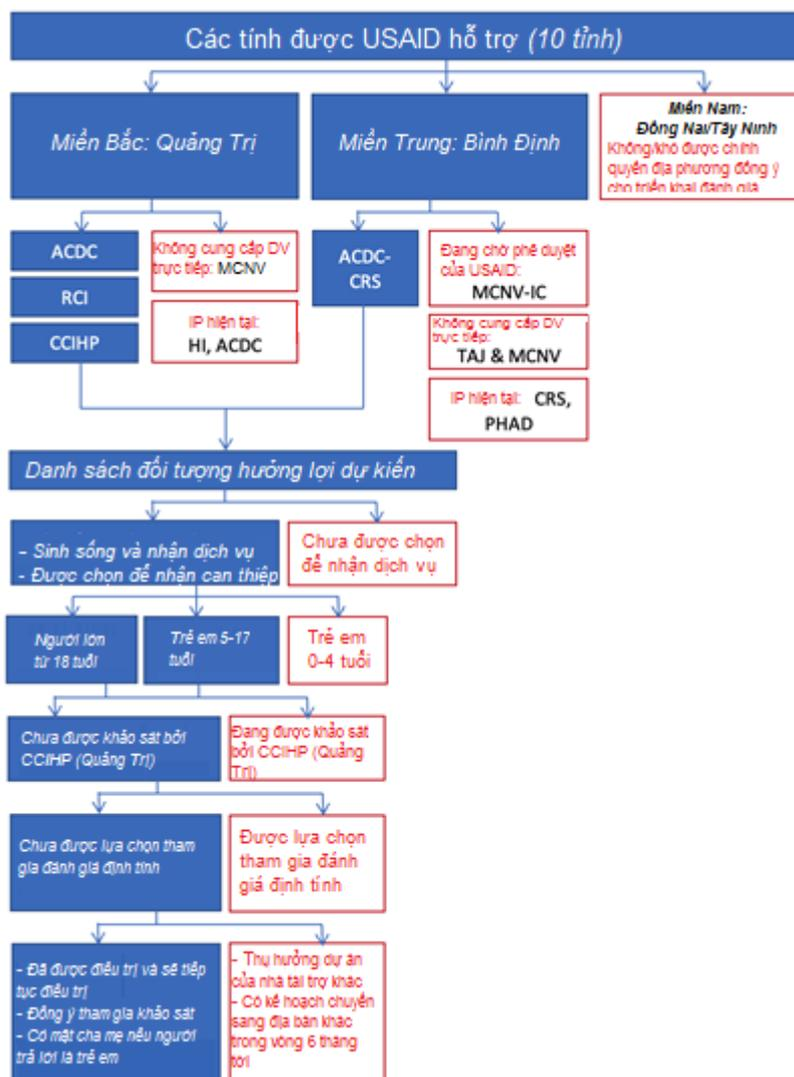 Các tính được USAID hỗ trợ (10 tỉnh)
Miền Bắc: Quảng Trị
Miền Trung: Bình Định
Miền Nam:
Đồng Nai/Tây Ninh
Không/khó được chính
quyền địa phương đồng ý
cho triển khai đánh giá
ACDC
RCI
CCIHP
Không cung cấp DV
trực tiếp: MCNV
IP hiện tại:
HI, ACDC
ACDC-
CRS
Đang chờ phê duyệt
của USAID:
MCNV-IC
Không cung cấp DV
trực tiếp:
TAJ & MCNV
IP hiện tại: CRS,
PHAD
Danh sách đối tượng hưởng lợi dự kiến
- Sinh sống và nhận dịch vụ
- Được chọn để nhận can thiệp
Chưa được chọn
để nhận dịch vụ
Người lớn
từ 18 tuổi
Trẻ em 5-17
tuổi
Trẻ em
0-4 tuổi
Chưa được khảo sát bởi
CCIHP (Quảng Trị)
Đang được khảo sát
bởi CCIHP (Quảng
Trị)
Chưa được lựa chọn tham
gia đánh giá định tính
Được lựa chọn
tham gia đánh
giá định tính
- Đã được điều trị và sẽ tiếp
tục điều trị
- Đồng ý tham gia khảo sát
- Có mặt cha mẹ nếu người
trả lời là trẻ em
- Thụ hưởng dự án
của nhà tài trợ khác
- Có kế hoạch chuyển
sang địa bàn khác
trong vòng 6 tháng
tới